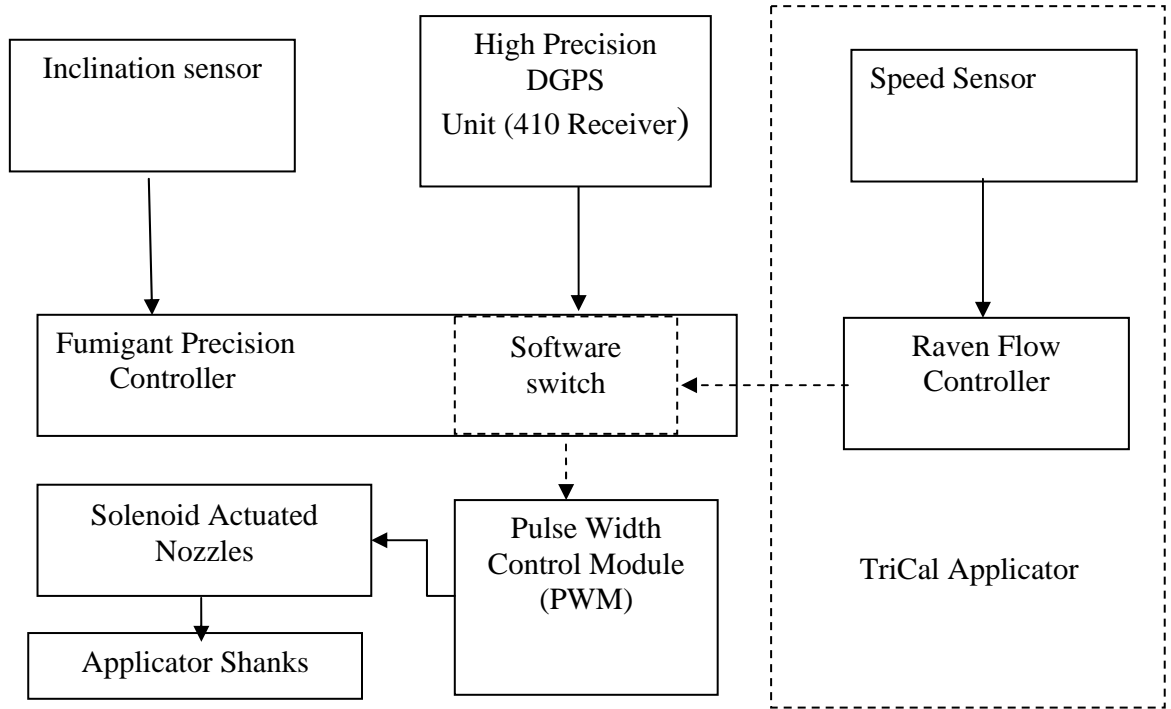 Inclination sensor
High Precision
DGPS
Unit (410 Receiver)
Speed Sensor
Fumigant Precision
Controller
Software
switch
Raven Flow
Controller
Solenoid Actuated
Nozzles
Pulse Width
Control Module
(PWM)
TriCal Applicator
Applicator Shanks